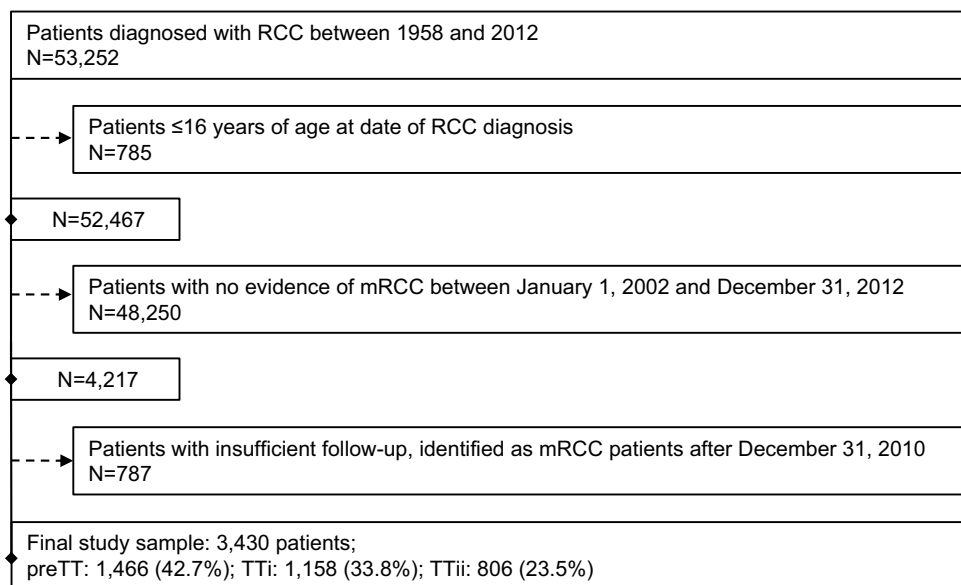 Patients diagnosed with RCC between 1958 and 2012
N=53,252
Patients ≤16 years of age at date of RCC diagnosis
N=785
N=52,467
Patients with no evidence of mRCC between January 1, 2002 and December 31, 2012
N=48,250
N=4,217
Patients with insufficient follow-up, identified as mRCC patients after December 31, 2010
N=787
Final study sample: 3,430 patients;
preTT: 1,466 (42.7%); TTi: 1,158 (33.8%); TTii: 806 (23.5%)